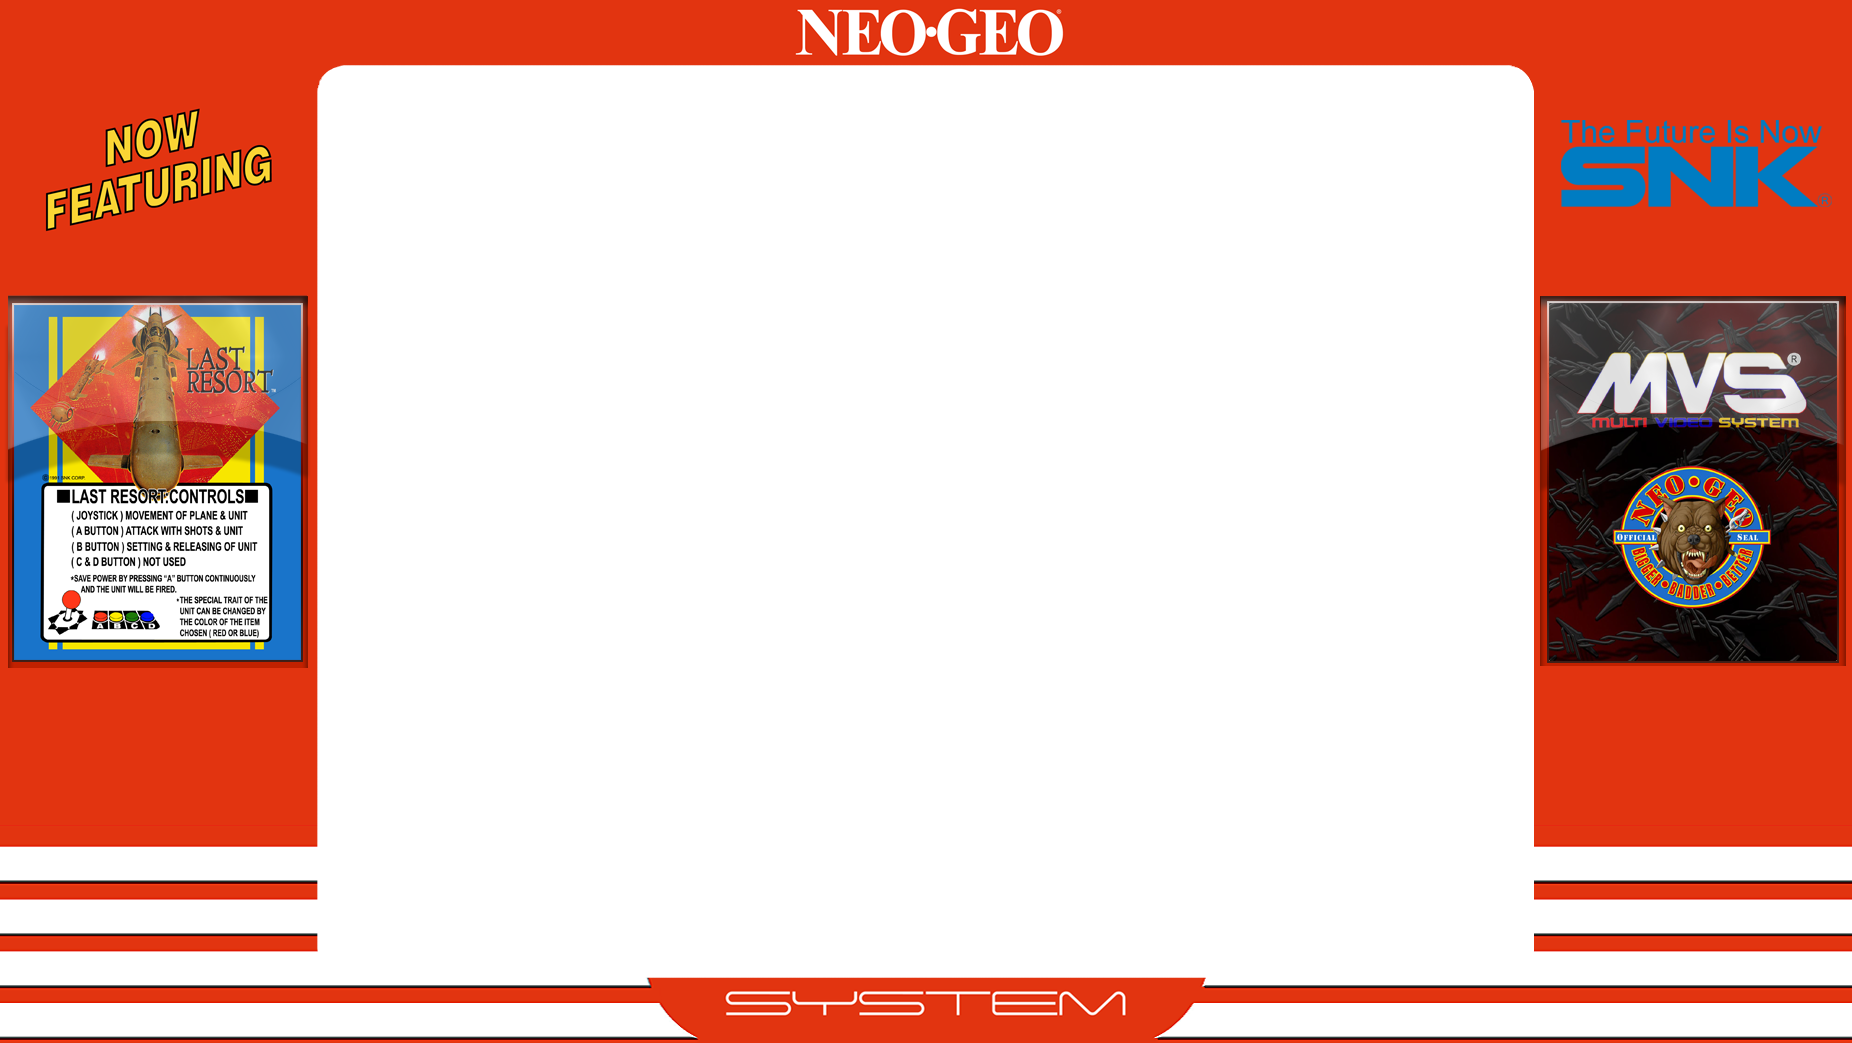 NEO•GEO®
NOW
FEATURING
LAST
RESORT™
© 1991 SNK CORP.
■LAST RESORT:CONTROLS■
( JOYSTICK ) MOVEMENT OF PLANE & UNIT
( A BUTTON ) ATTACK WITH SHOTS & UNIT
( B BUTTON ) SETTING & RELEASING OF UNIT
( C & D BUTTON ) NOT USED
*SAVE POWER BY PRESSING “A” BUTTON CONTINUOUSLY
AND THE UNIT WILL BE FIRED.
*THE SPECIAL TRAIT OF THE
UNIT CAN BE CHANGED BY
THE COLOR OF THE ITEM
CHOSEN ( RED OR BLUE)
A B C D
The Future Is Now
SNK®
MVS®
MULTI VIDEO SYSTEM
NEO•GEO
OFFICIAL SEAL
BIGGER•BADDER•BETTER
SYSTEM